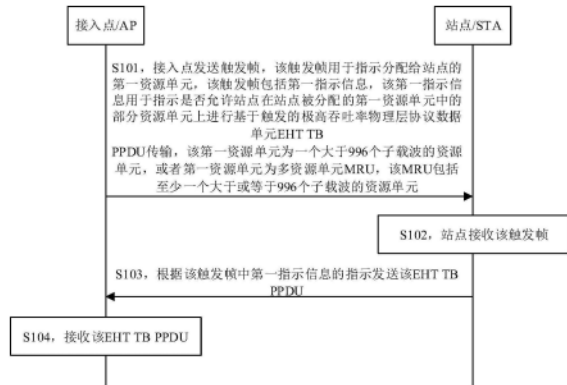 接入点/AP
站点/STA
S101，接入点发送触发帧，该触发帧用于指示分配给站点的
第一资源单元，该触发帧包括第一指示信息，该第一指示信
息用于指示是否允许站点在站点被分配的第一资源单元中的
部分资源单元上进行基于触发的极高吞吐率物理层协议数据
单元EHT TB
PPDU传输，该第一资源单元为一个大于996个子载波的资源
单元，或者第一资源单元为多资源单元MRU，该MRU包括
至少一个大于或等于996个子载波的资源单元
S102，站点接收该触发帧
S103，根据该触发帧中第一指示信息的指示发送该EHT TB
PPDU
S104，接收该EHT TB PPDU